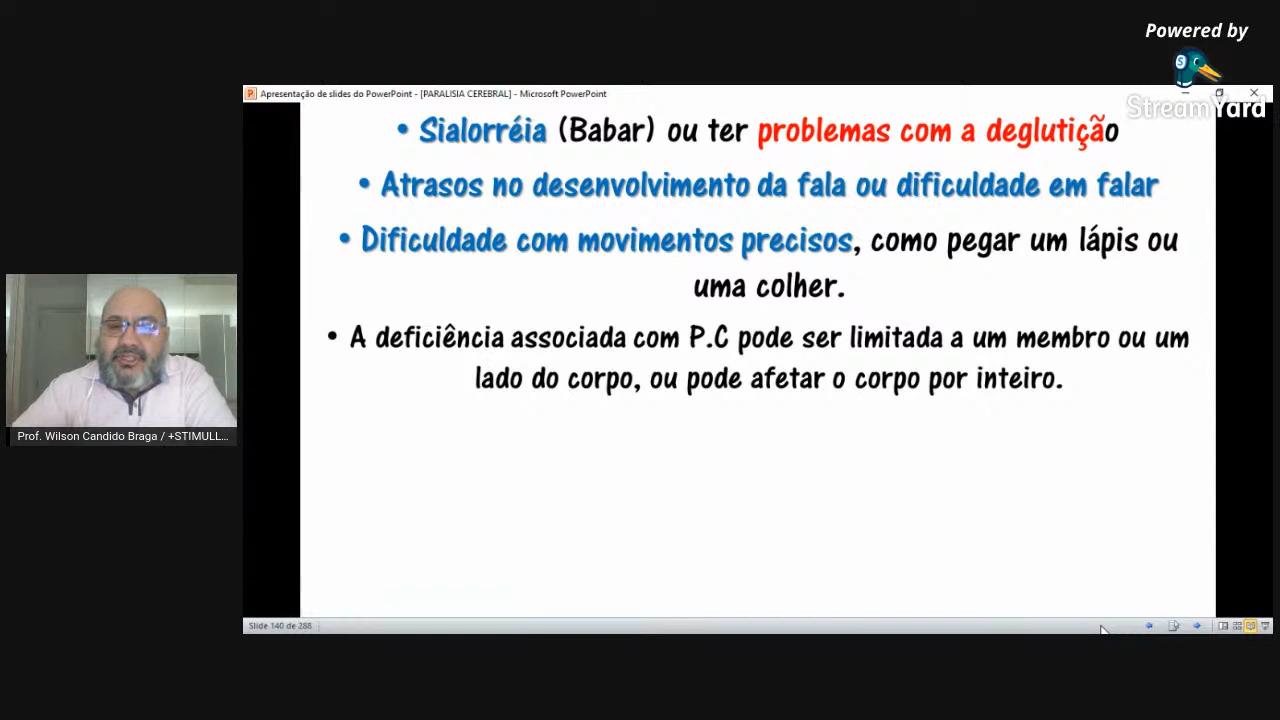 Powered by
StreamYard
Apresentação de slides do PowerPoint - [PARALISIA CEREBRAL] - Microsoft PowerPoint
• Sialorréia (Babar) ou ter problemas com a deglutição
• Atrasos no desenvolvimento da fala ou dificuldade em falar
• Dificuldade com movimentos precisos, como pegar um lápis ou
uma colher.
• A deficiência associada com P.C pode ser limitada a um membro ou um
lado do corpo, ou pode afetar o corpo por inteiro.
Prof. Wilson Candido Braga / +STIMULL...
Slide 140 de 288